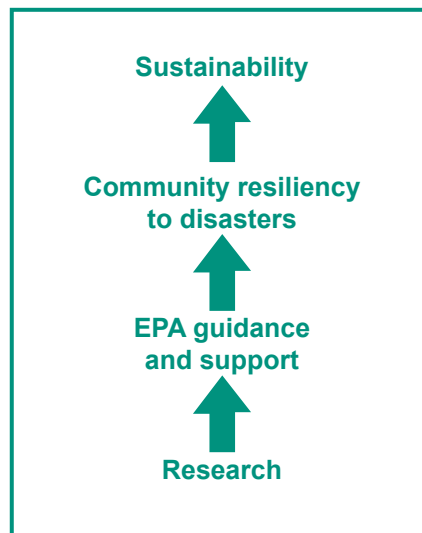 Sustainability
Community resiliency
to disasters
EPA guidance
and support
Research